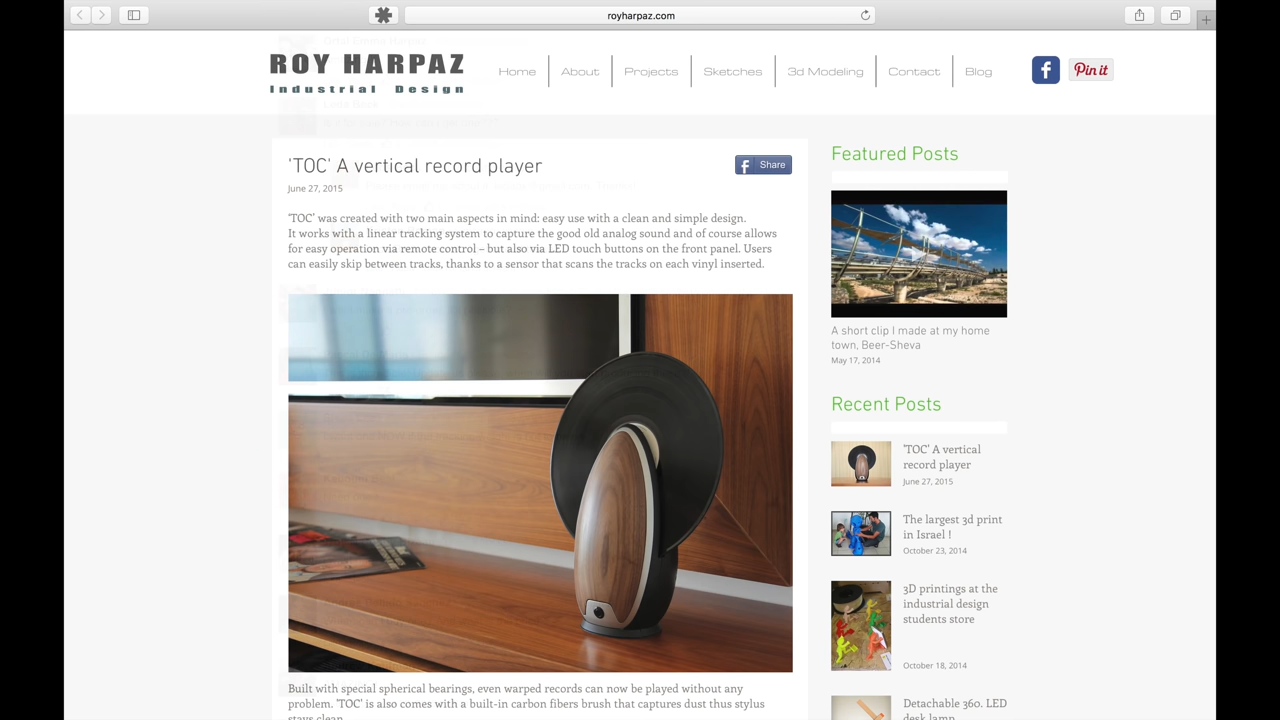 royharpaz.com
ROY HARPAZ
Industrial Design
Home
About
Projects
Sketches
3d Modeling
Contact
Blog
f
Pin it
'TOC' A vertical record player
f Share
June 27, 2015
'TOC' was created with two main aspects in mind: easy use with a clean and simple design.
It works with a linear tracking system to capture the good old analog sound and of course allows
for easy operation via remote control – but also via LED touch buttons on the front panel. Users
can easily skip between tracks, thanks to a sensor that scans the tracks on each vinyl inserted.
Built with special spherical bearings, even warped records can now be played without any
problem. 'TOC' is also comes with a built-in carbon fibers brush that captures dust thus stylus
stays clean.
Featured Posts
A short clip I made at my home
town, Beer-Sheva
May 17, 2014
Recent Posts
'TOC' A vertical
record player
June 27, 2015
The largest 3d print
in Israel !
October 23, 2014
3D printings at the
industrial design
students store
October 18, 2014
Detachable 360. LED
desk lamp